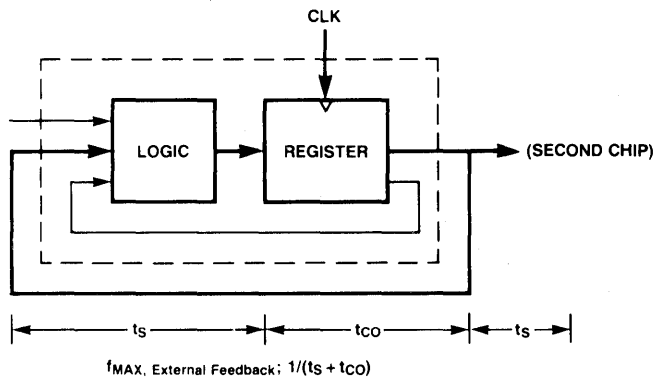 CLK
LOGIC
REGISTER
(SECOND CHIP)
tS
tCO
tS
fMAX, External Feedback; 1/(tS + tCO)